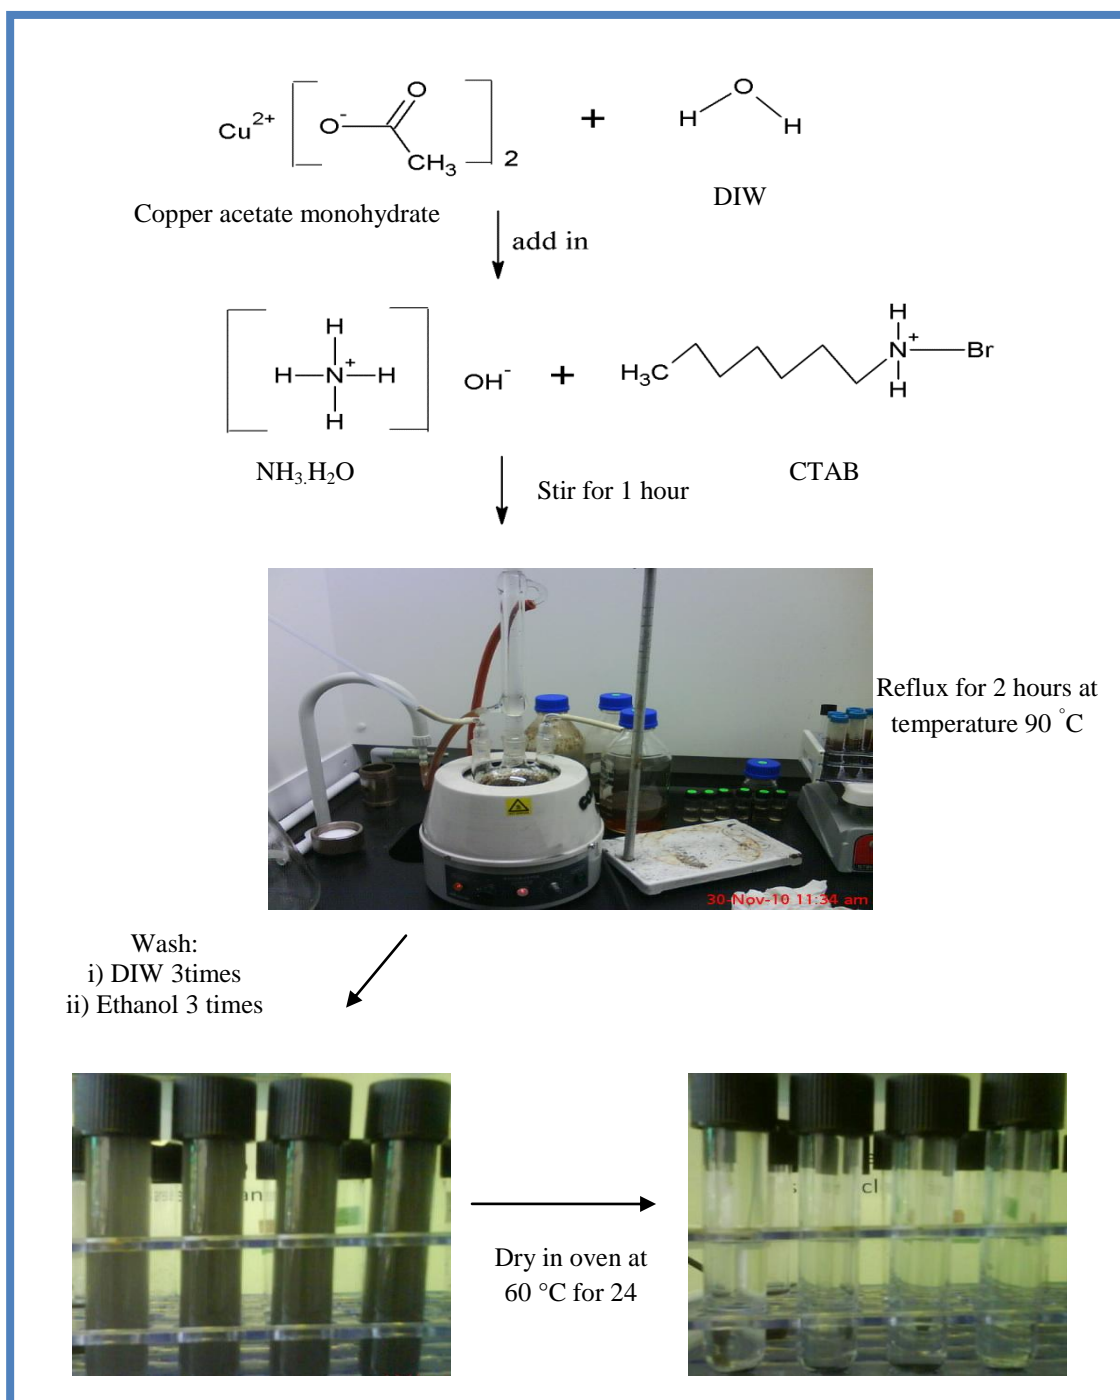 Cu2+ [ O- O CH3 ] 2 + H O H
Copper acetate monohydrate
DIW
add in
[ H H N+ H H ] OH- + H3C H N+ H Br
NH3.H2O
CTAB
Stir for 1 hour
Reflux for 2 hours at
temperature 90 °C
30-Nov-10 11:34 am
Wash:
i) DIW 3times
ii) Ethanol 3 times
Dry in oven at
60 °C for 24